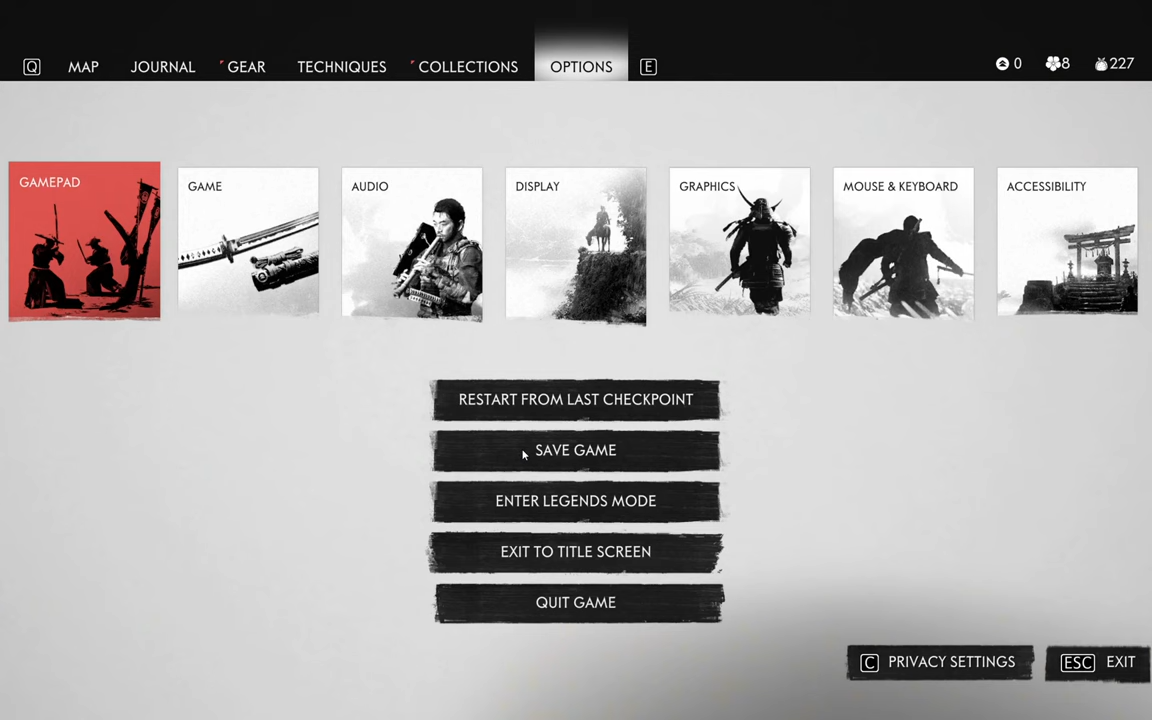 Q MAP JOURNAL GEAR TECHNIQUES COLLECTIONS OPTIONS E 0 8 227
GAMEPAD GAME AUDIO DISPLAY GRAPHICS MOUSE & KEYBOARD ACCESSIBILITY
RESTART FROM LAST CHECKPOINT
SAVE GAME
ENTER LEGENDS MODE
EXIT TO TITLE SCREEN
QUIT GAME
C PRIVACY SETTINGS ESC EXIT